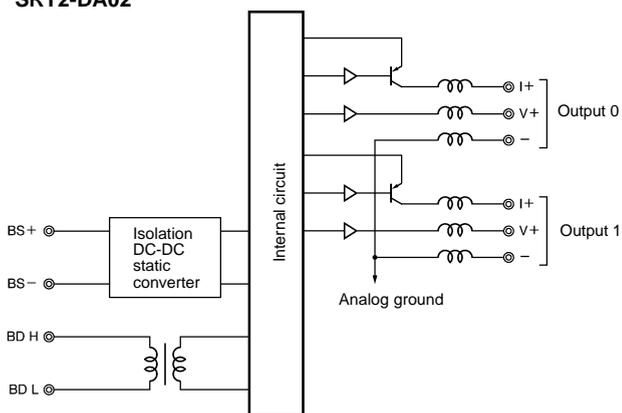 SRT2-DA02
I+
V+
Output 0
−
Internal circuit
I+
BS+
Isolation
DC-DC
static
converter
V+
Output 1
BS−
−
Analog ground
BD H
BD L